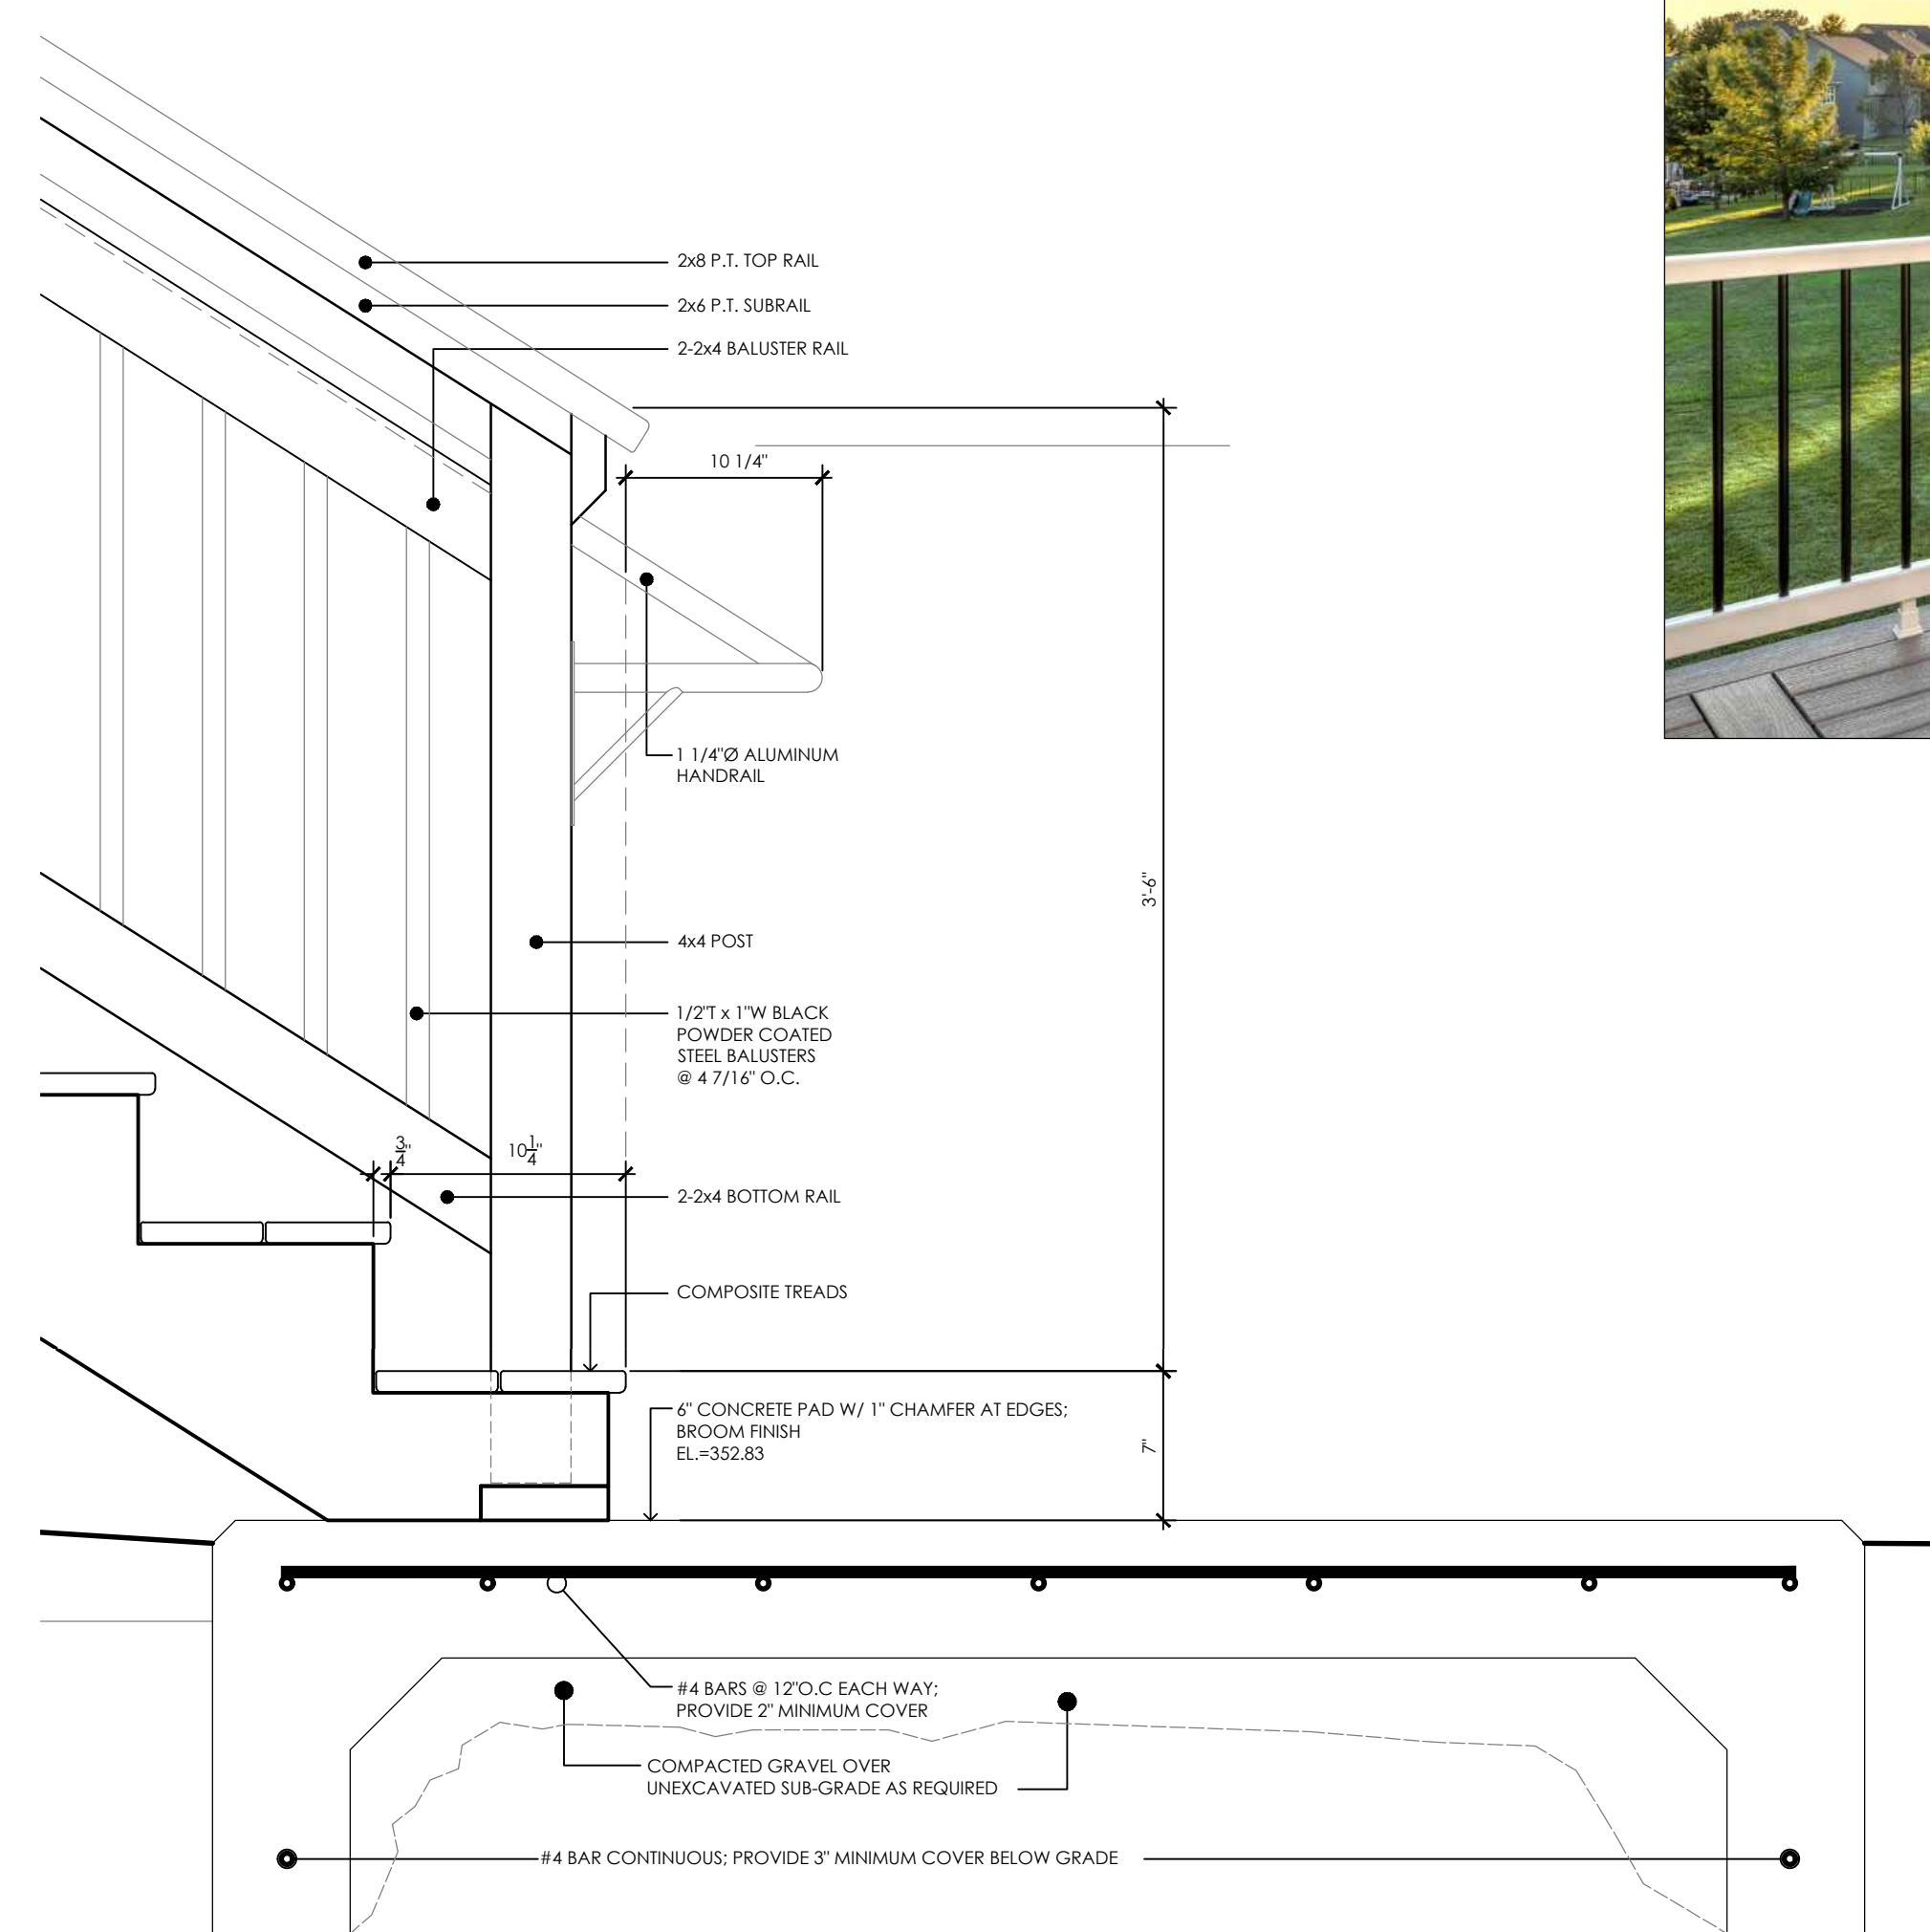 2x8 P.T. TOP RAIL
2x6 P.T. SUBRAIL
2-2x4 BALUSTER RAIL
10 1/4"
1 1/4"Ø ALUMINUM
HANDRAIL
3'-6"
4x4 POST
1/2"T x 1"W BLACK
POWDER COATED
STEEL BALUSTERS
@ 4 7/16" O.C.
3/4"
10 1/4"
2-2x4 BOTTOM RAIL
COMPOSITE TREADS
6" CONCRETE PAD W/ 1" CHAMFER AT EDGES;
BROOM FINISH
EL.=352.83
7"
#4 BARS @ 12"O.C EACH WAY;
PROVIDE 2" MINIMUM COVER
COMPACTED GRAVEL OVER
UNEXCAVATED SUB-GRADE AS REQUIRED
#4 BAR CONTINUOUS; PROVIDE 3" MINIMUM COVER BELOW GRADE